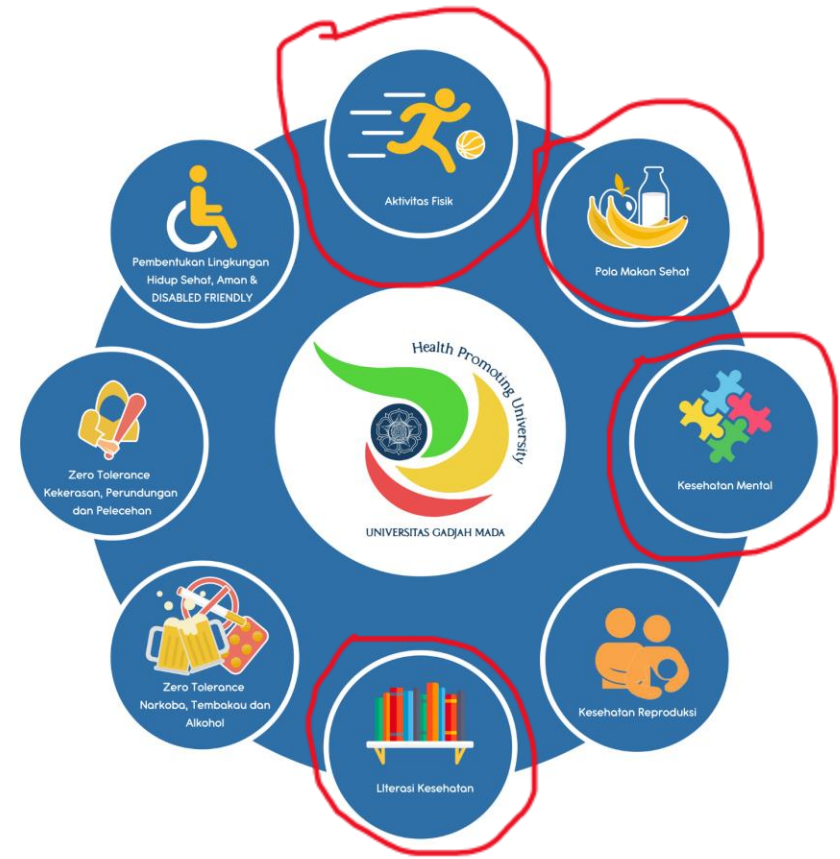 Aktivitas Fisik
Pola Makan Sehat
Kesehatan Mental
Kesehatan Reproduksi
LIterasi Kesehatan
Zero Tolerance
Narkoba, Tembakau dan
Alkohol
Zero Tolerance
Kekerasan, Perundungan
dan Pelecehan
Pembentukan Lingkungan
Hidup Sehat, Aman &
DISABLED FRIENDLY
Health Promoting University
UNIVERSITAS GADJAH MADA